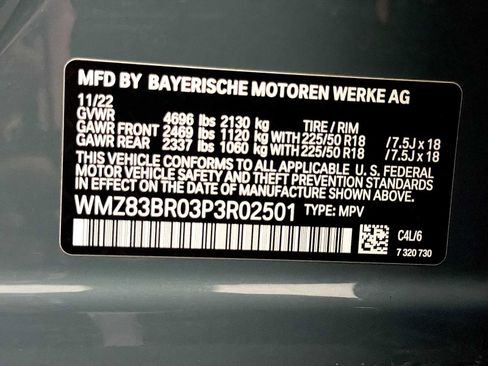 MFD BY BAYERISCHE MOTOREN WERKE AG
11/22
GVWR 4696 lbs 2130 kg TIRE / RIM
GAWR FRONT 2469 lbs 1120 kg WITH 225/50 R18 / 7.5J x 18
GAWR REAR 2337 lbs 1060 kg WITH 225/50 R18 / 7.5J x 18
THIS VEHICLE CONFORMS TO ALL APPLICABLE U. S. FEDERAL
MOTOR VEHICLE SAFETY AND THEFT PREVENTION STANDARDS
IN EFFECT ON THE DATE OF MANUFACTURE SHOWN ABOVE.
WMZ83BR03P3R02501 TYPE: MPV
C4L/6
7 320 730